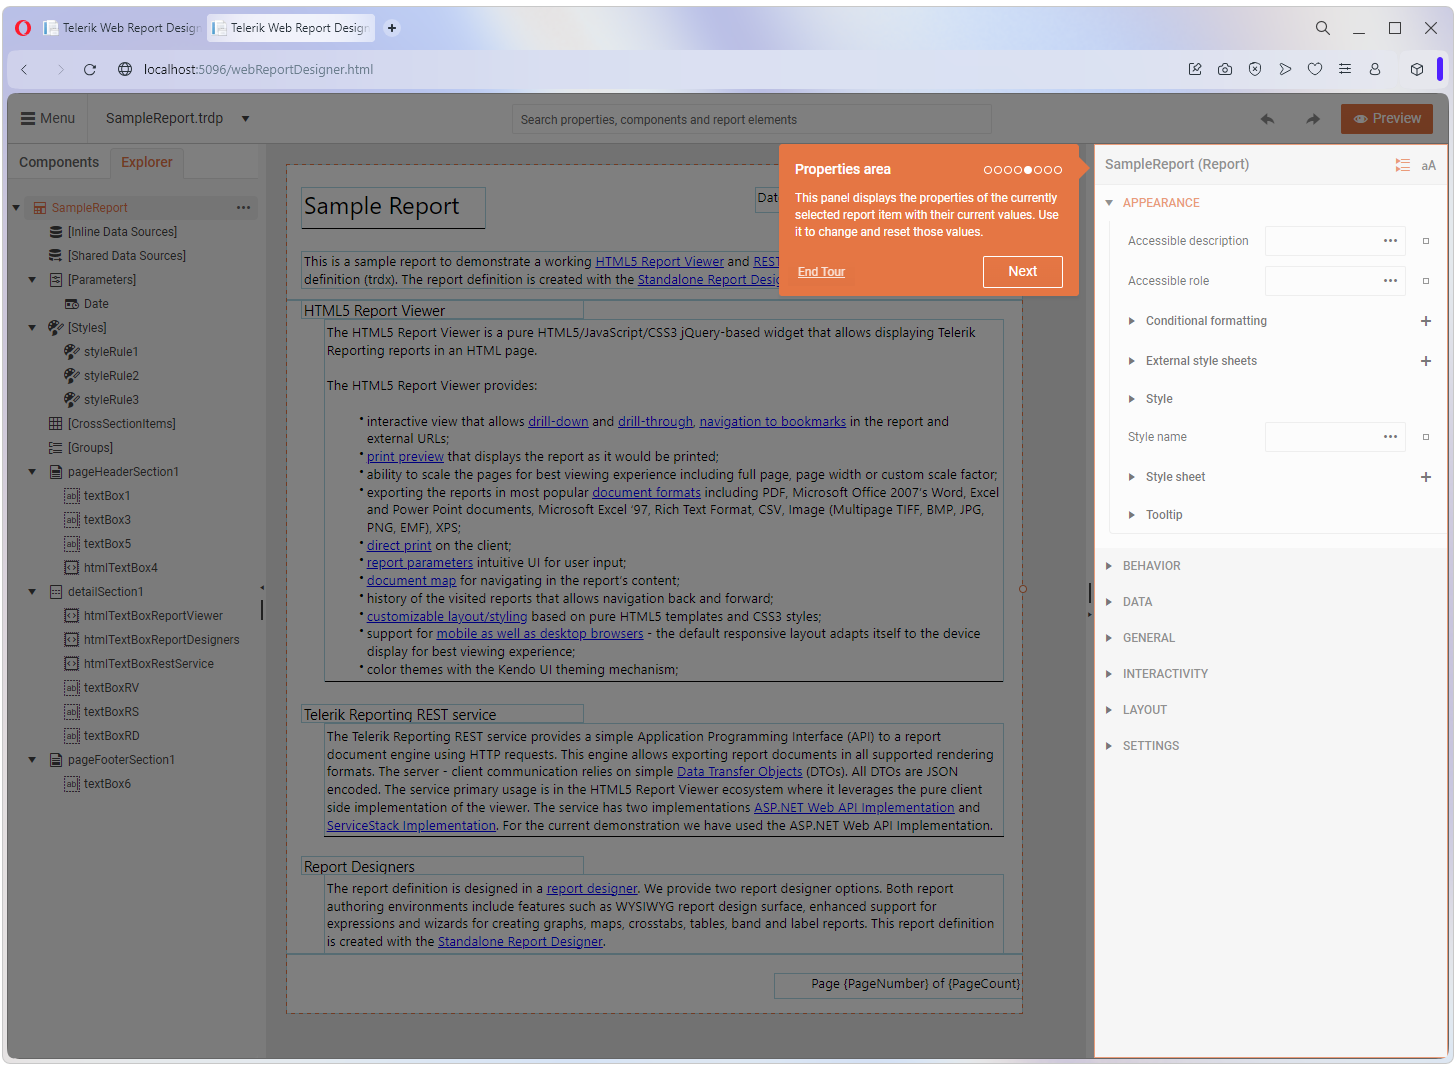 Telerik Web Report Desig
Telerik Web Report Desig
localhost:5096/webReportDesigner.html
Menu
SampleReport.trdp
Search properties, components and report elements
Preview
Components
Explorer
SampleReport
[Inline Data Sources]
[Shared Data Sources]
[Parameters]
Date
[Styles]
styleRule1
styleRule2
styleRule3
[CrossSectionItems]
[Groups]
pageHeaderSection1
textBox1
textBox3
textBox5
htmlTextBox4
detailSection1
htmlTextBoxReportViewer
htmlTextBoxReportDesigners
htmlTextBoxRestService
textBoxRV
textBoxRS
textBoxRD
pageFooterSection1
textBox6
Sample Report
Dat
This is a sample report to demonstrate a working HTML5 Report Viewer and REST
definition (trdx). The report definition is created with the Standalone Report Desig
HTML5 Report Viewer
The HTML5 Report Viewer is a pure HTML5/JavaScript/CSS3 jQuery-based widget that allows displaying Telerik
Reporting reports in an HTML page.
The HTML5 Report Viewer provides:
• interactive view that allows drill-down and drill-through, navigation to bookmarks in the report and
external URLs;
• print preview that displays the report as it would be printed;
• ability to scale the pages for best viewing experience including full page, page width or custom scale factor;
• exporting the reports in most popular document formats including PDF, Microsoft Office 2007's Word, Excel
and Power Point documents, Microsoft Excel '97, Rich Text Format, CSV, Image (Multipage TIFF, BMP, JPG,
PNG, EMF), XPS;
• direct print on the client;
• report parameters intuitive UI for user input;
• document map for navigating in the report's content;
• history of the visited reports that allows navigation back and forward;
• customizable layout/styling based on pure HTML5 templates and CSS3 styles;
• support for mobile as well as desktop browsers - the default responsive layout adapts itself to the device
display for best viewing experience;
• color themes with the Kendo UI theming mechanism;
Telerik Reporting REST service
The Telerik Reporting REST service provides a simple Application Programming Interface (API) to a report
document engine using HTTP requests. This engine allows exporting report documents in all supported rendering
formats. The server - client communication relies on simple Data Transfer Objects (DTOs). All DTOs are JSON
encoded. The service primary usage is in the HTML5 Report Viewer ecosystem where it leverages the pure client
side implementation of the viewer. The service has two implementations ASP.NET Web API Implementation and
ServiceStack Implementation. For the current demonstration we have used the ASP.NET Web API Implementation.
Report Designers
The report definition is designed in a report designer. We provide two report designer options. Both report
authoring environments include features such as WYSIWYG report design surface, enhanced support for
expressions and wizards for creating graphs, maps, crosstabs, tables, band and label reports. This report definition
is created with the Standalone Report Designer.
Page {PageNumber} of {PageCount}
Properties area
This panel displays the properties of the currently
selected report item with their current values. Use
it to change and reset those values.
End Tour
Next
SampleReport (Report)
aA
APPEARANCE
Accessible description
Accessible role
Conditional formatting
External style sheets
Style
Style name
Style sheet
Tooltip
BEHAVIOR
DATA
GENERAL
INTERACTIVITY
LAYOUT
SETTINGS